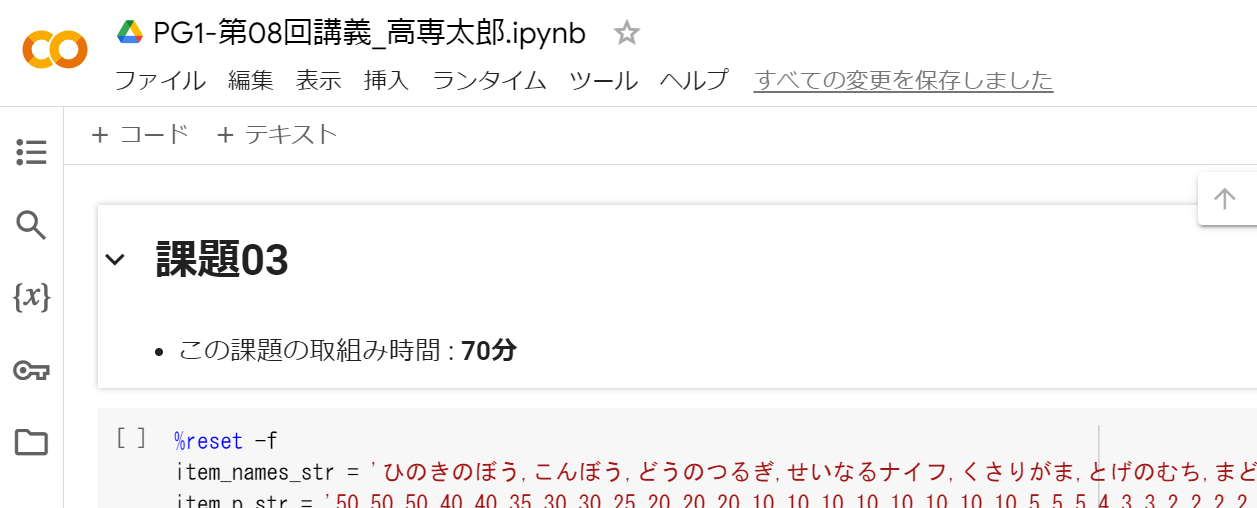 PG1-第08回講義_高専太郎.ipynb
ファイル 編集 表示 挿入 ランタイム ツール ヘルプ すべての変更を保存しました
+ コード + テキスト
課題03
{x}
この課題の取組み時間 : 70分
[ ] %reset -f
item_names_str = 'ひのきのぼう,こんぼう,どうのつるぎ,せいなるナイフ,くさりがま,とげのむち,まど
item_p_str = '50,50,50,40,40,35,30,30,25,20,20,20,10,10,10,10,10,10,10,10,5,5,5,4,3,3,2,2,2,2